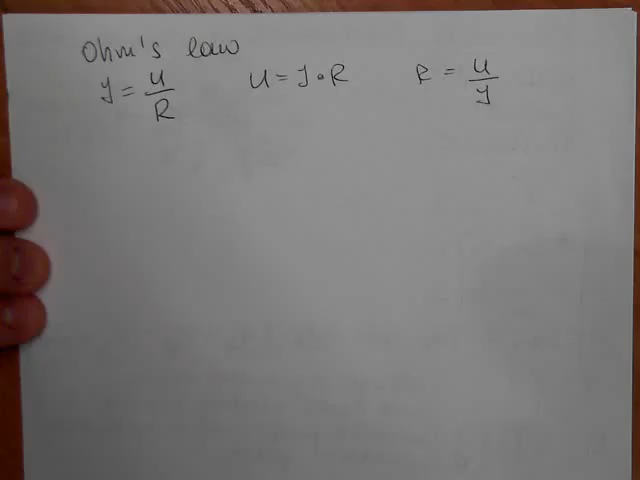 Ohm's law
I = U/R U = I • R R = U/I